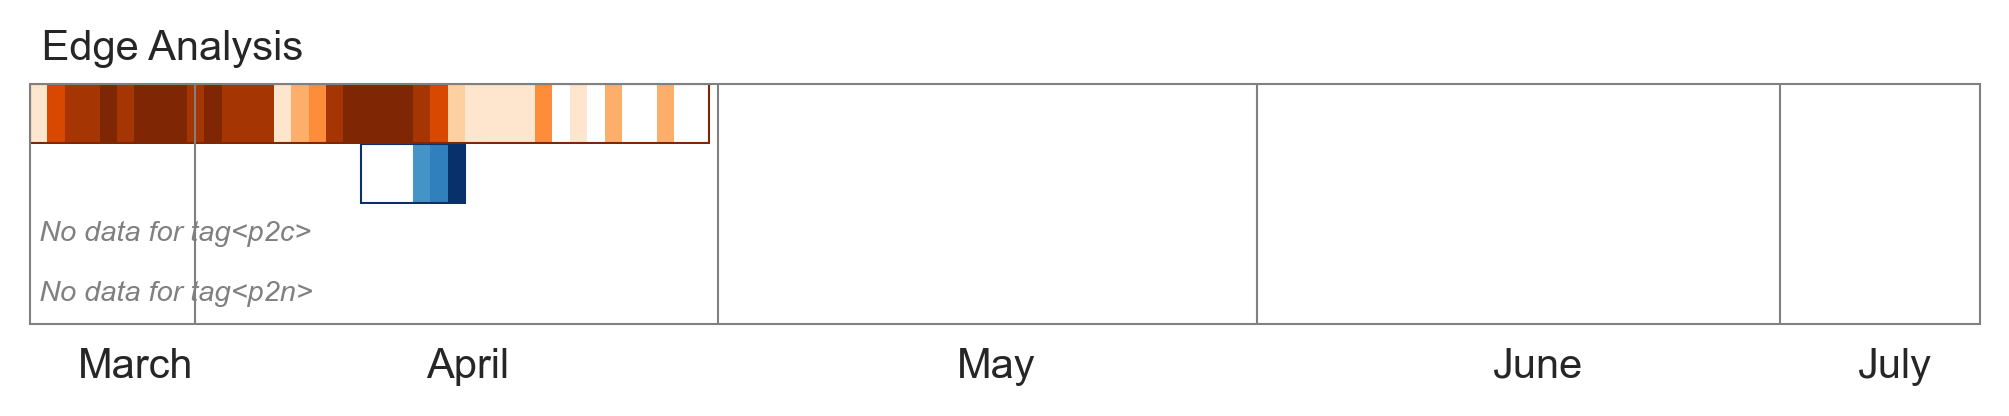 Edge Analysis
No data for tag<p2c>
No data for tag<p2n>
March April May June July